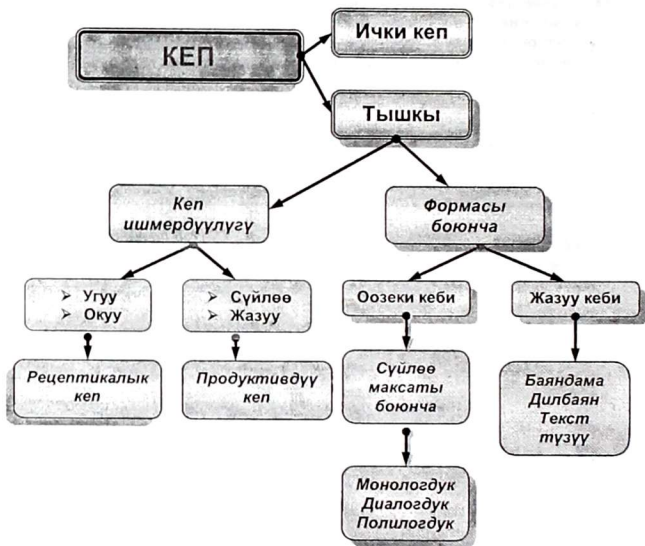 КЕП
Ички кеп
Тышкы
Кеп
ишмердүүлүгү
Формасы
боюнча
➢ Угуу
➢ Окуу
➢ Сүйлөө
➢ Жазуу
Оозеки кеби
Жазуу кеби
Рецептикалык
кеп
Продуктивдүү
кеп
Сүйлөө
максаты
боюнча
Баяндама
Дилбаян
Текст
түзүү
Монологдук
Диалогдук
Полилогдук